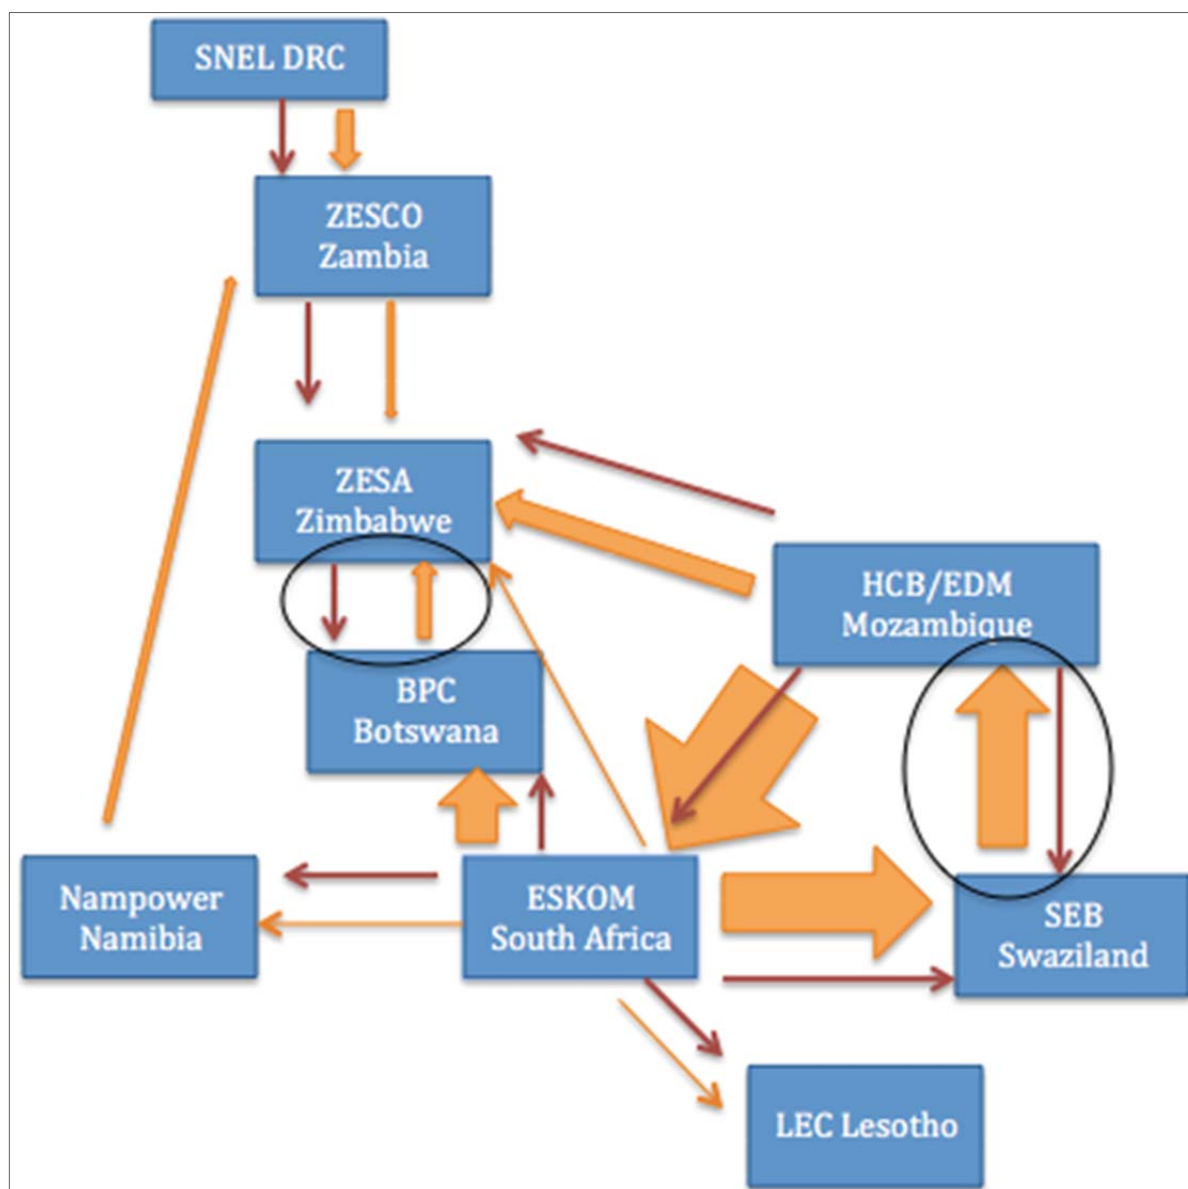 SNEL DRC
ZESCO
Zambia
ZESA
Zimbabwe
HCB/EDM
Mozambique
BPC
Botswana
Nampower
Namibia
ESKOM
South Africa
SEB
Swaziland
LEC Lesotho